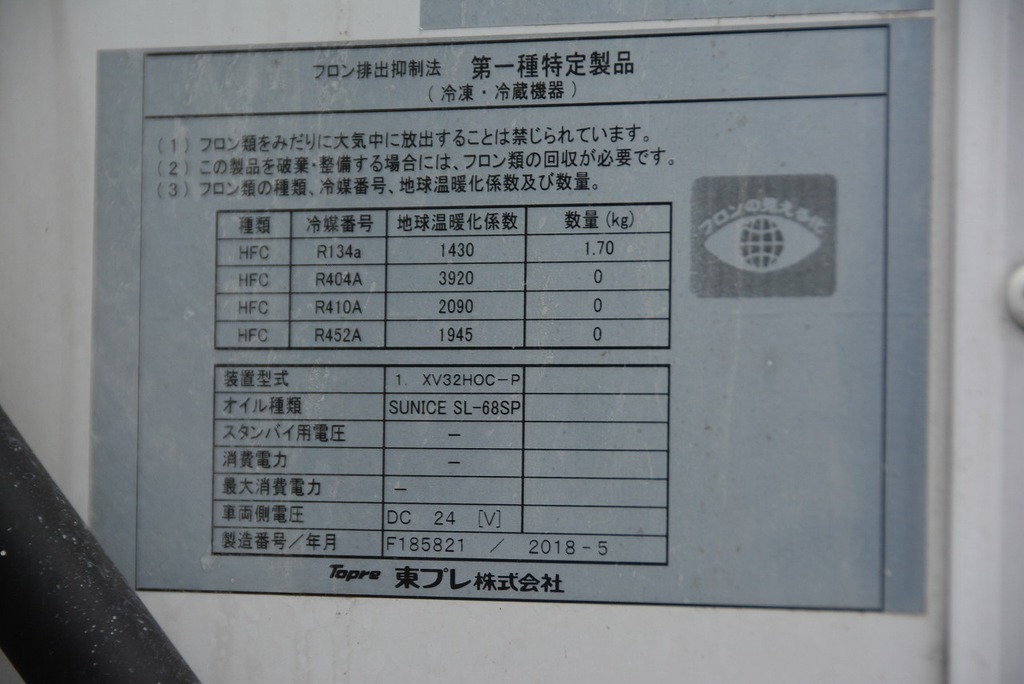 フロン排出抑制法 第一種特定製品
(冷凍・冷蔵機器)
(1) フロン類をみだりに大気中に放出することは禁じられています。
(2) この製品を破棄・整備する場合には、フロン類の回収が必要です。
(3) フロン類の種類、冷媒番号、地球温暖化係数及び数量。
フロンの見える化
種類 冷媒番号 地球温暖化係数 数量(kg)
HFC R134a 1430 1.70
HFC R404A 3920 0
HFC R410A 2090 0
HFC R452A 1945 0
装置型式 1. XV32HOC-P
オイル種類 SUNICE SL-68SP
スタンバイ用電圧 −
消費電力 −
最大消費電力 −
車両側電圧 DC 24 [V]
製造番号/年月 F185821 / 2018-5
Topre 東プレ株式会社